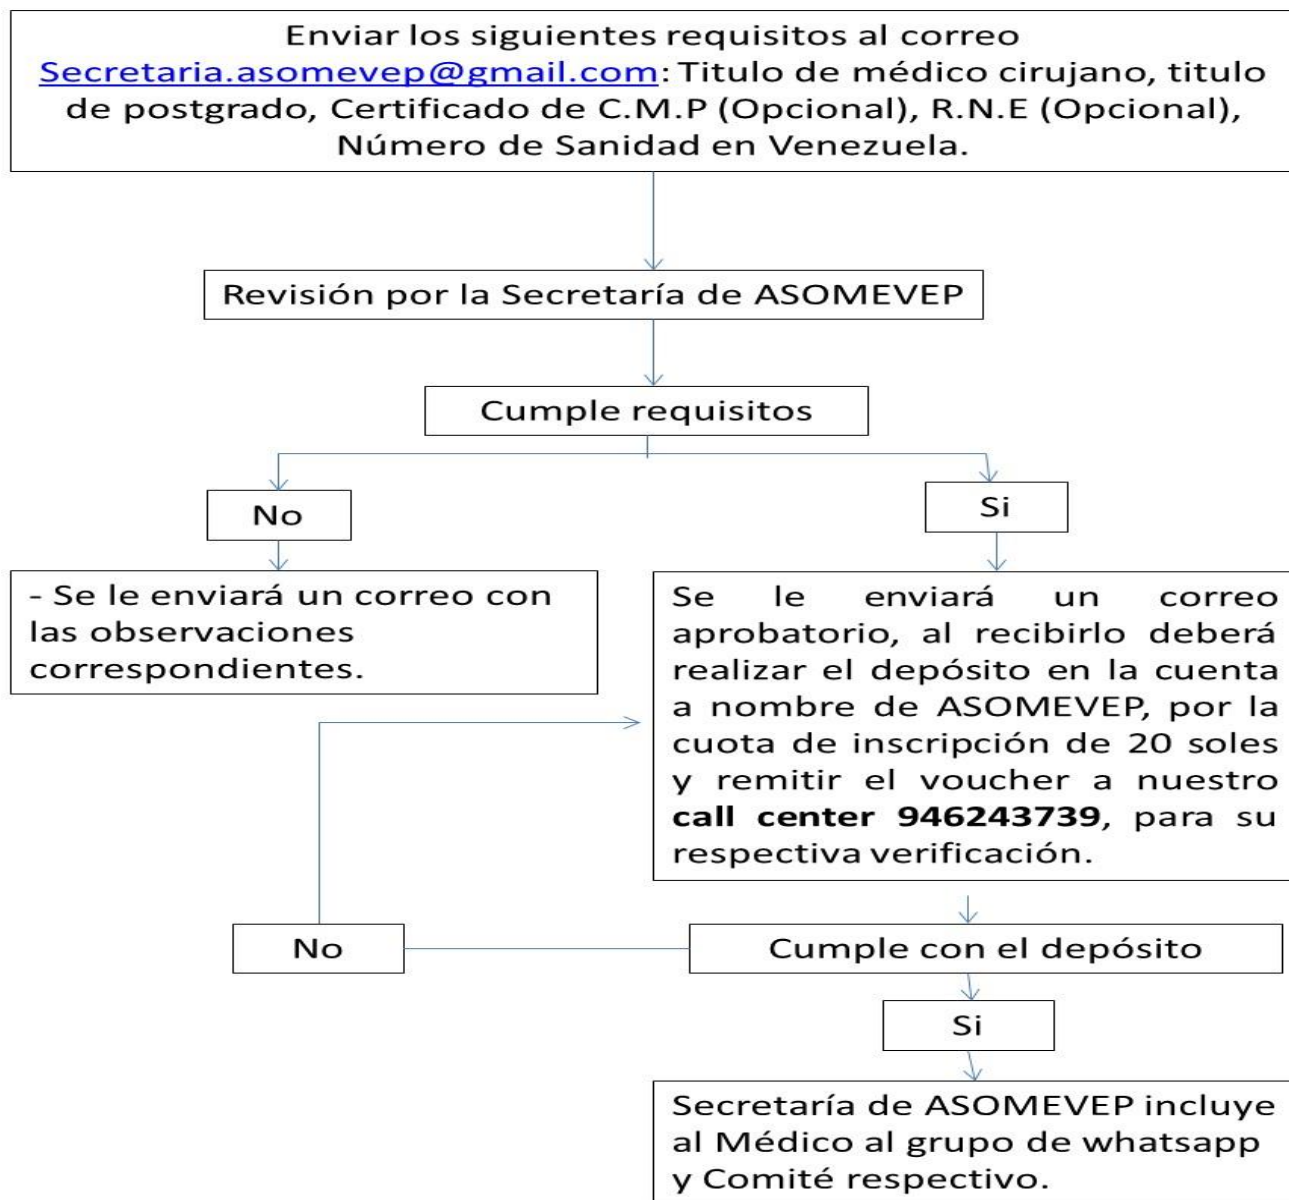 Enviar los siguientes requisitos al correo
Secretaria.asomevep@gmail.com: Titulo de médico cirujano, titulo
de postgrado, Certificado de C.M.P (Opcional), R.N.E (Opcional),
Número de Sanidad en Venezuela.
Revisión por la Secretaría de ASOMEVEP
Cumple requisitos
No
Si
- Se le enviará un correo con
las observaciones
correspondientes.
Se le enviará un correo
aprobatorio, al recibirlo deberá
realizar el depósito en la cuenta
a nombre de ASOMEVEP, por la
cuota de inscripción de 20 soles
y remitir el voucher a nuestro
call center 946243739, para su
respectiva verificación.
No
Cumple con el depósito
Si
Secretaría de ASOMEVEP incluye
al Médico al grupo de whatsapp
y Comité respectivo.